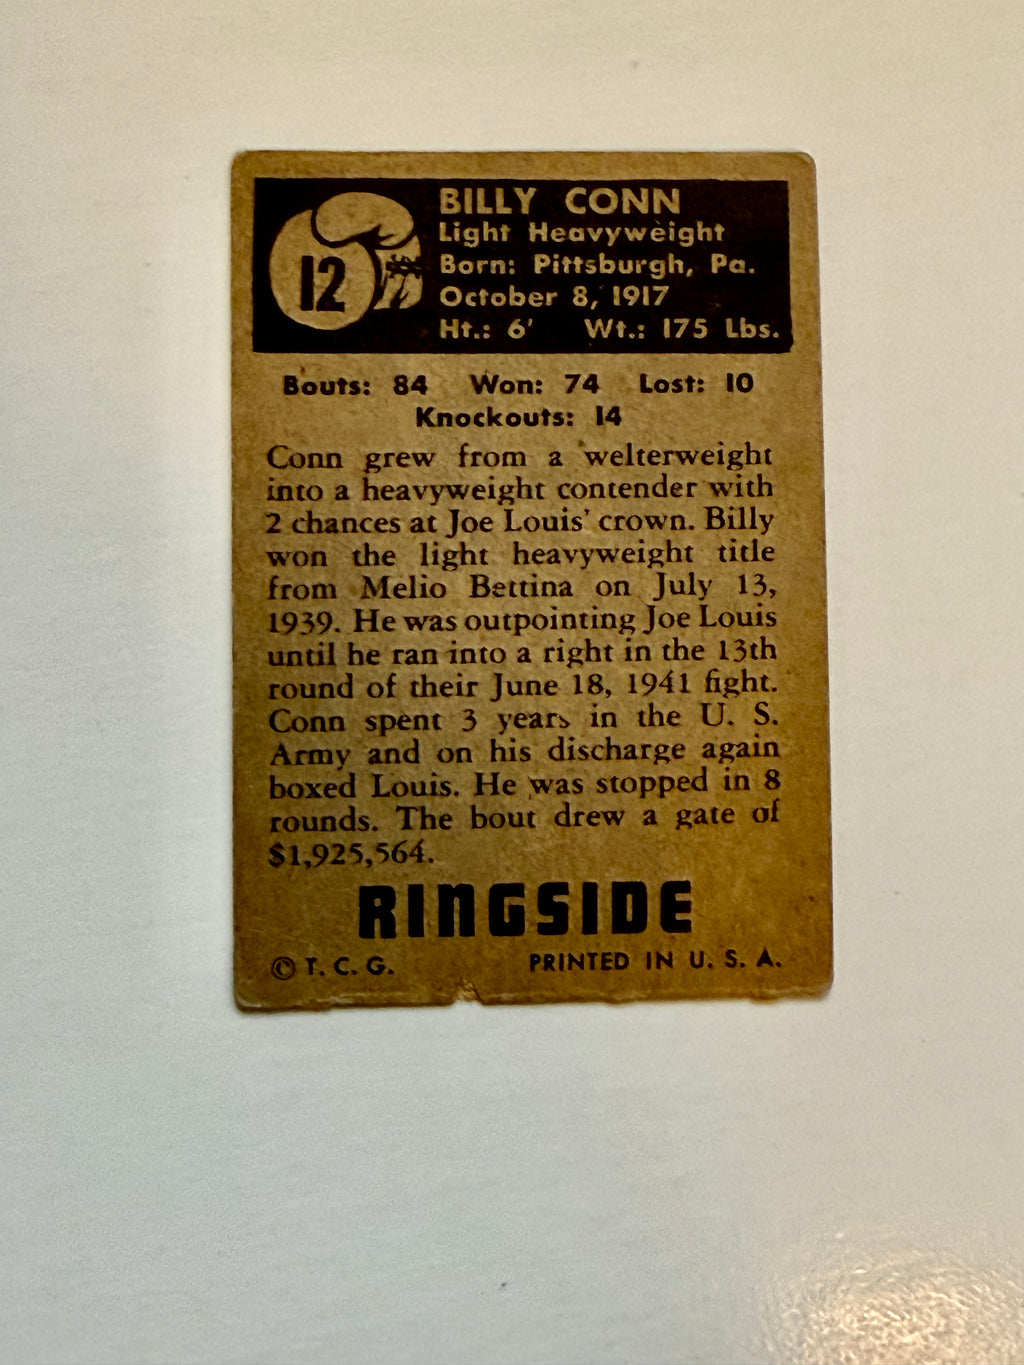 12
BILLY CONN
Light Heavyweight
Born: Pittsburgh, Pa.
October 8, 1917
Ht.: 6' Wt.: 175 Lbs.
Bouts: 84 Won: 74 Lost: 10
Knockouts: 14
Conn grew from a welterweight
into a heavyweight contender with
2 chances at Joe Louis' crown. Billy
won the light heavyweight title
from Melio Bettina on July 13,
1939. He was outpointing Joe Louis
until he ran into a right in the 13th
round of their June 18, 1941 fight.
Conn spent 3 years in the U. S.
Army and on his discharge again
boxed Louis. He was stopped in 8
rounds. The bout drew a gate of
$1,925,564.
RINGSIDE
© T. C. G. PRINTED IN U. S. A.